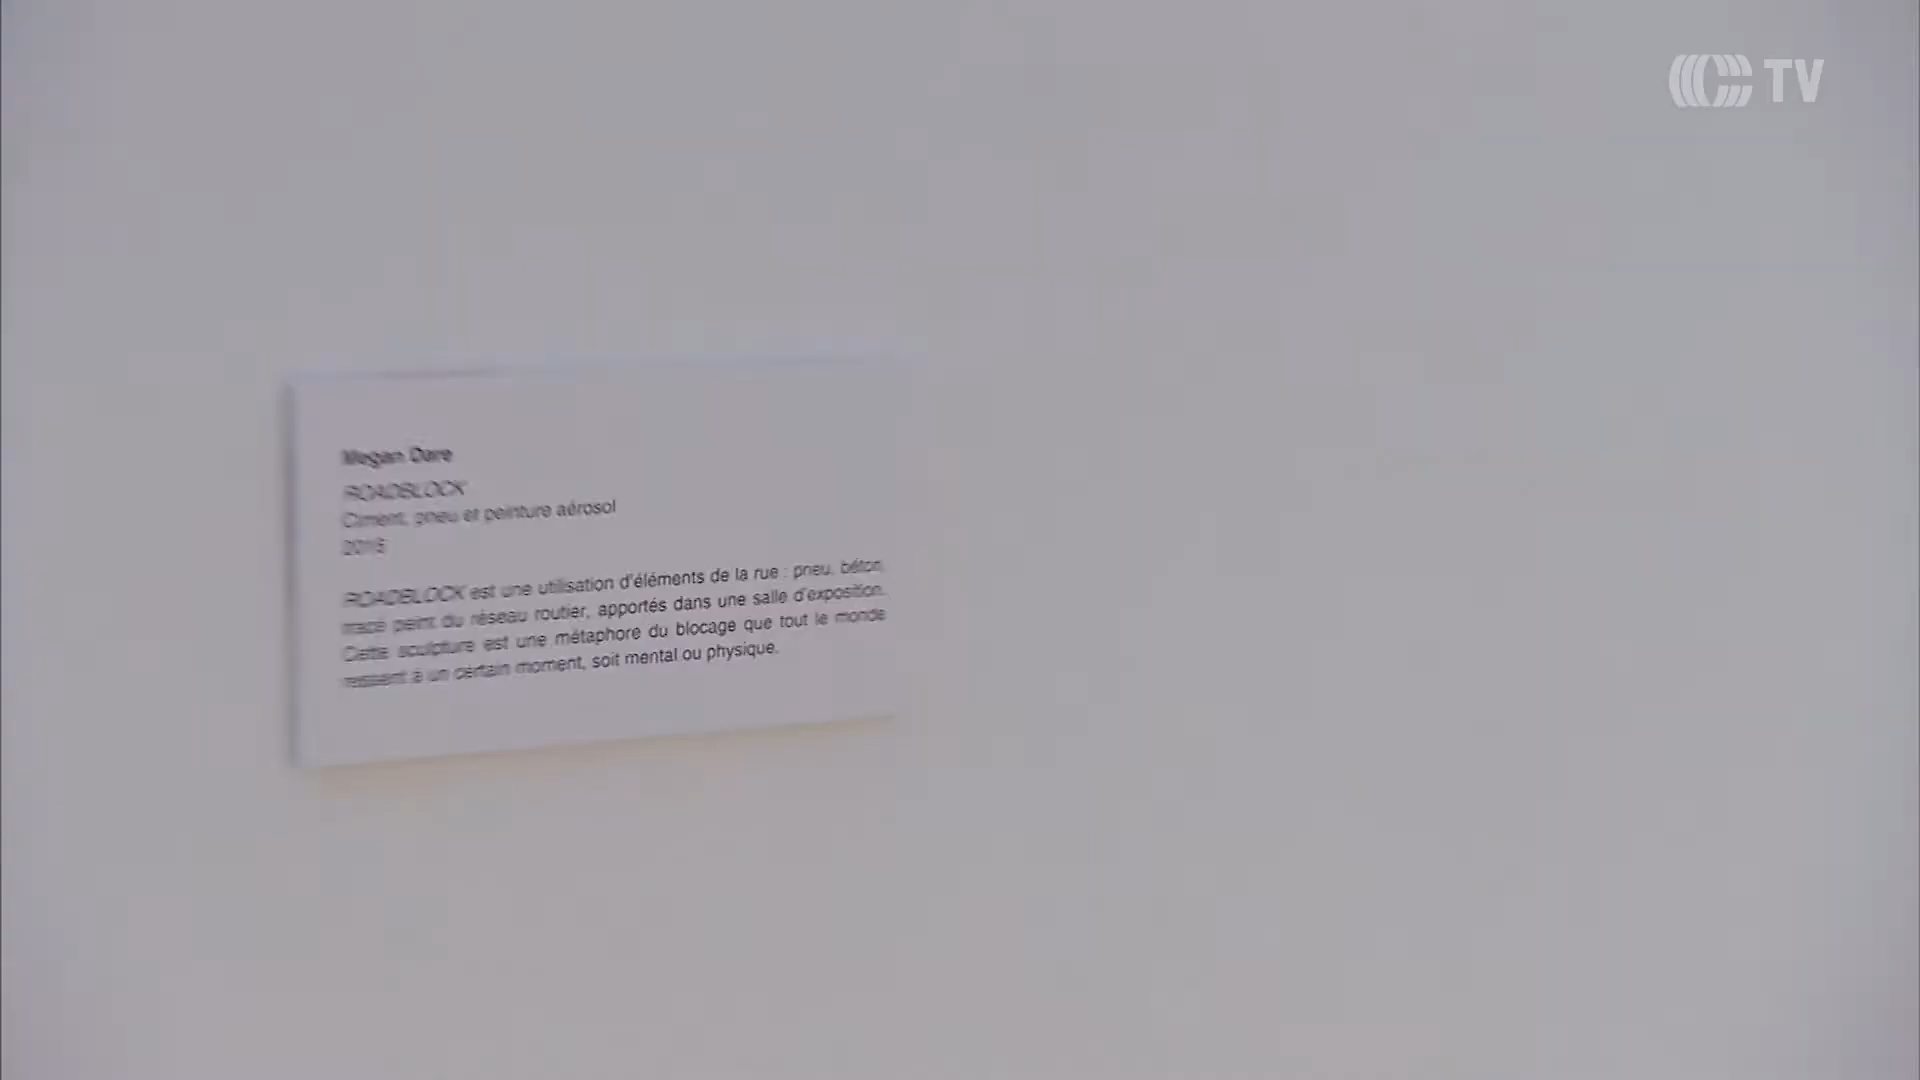 TV
Megan Dare
ROADBLOCK
Ciment, pneu et peinture aérosol
ROADBLOCK est une utilisation d'éléments de la rue : pneu, béton,
tracé peint du réseau routier, apportés dans une salle d'exposition.
Cette sculpture est une métaphore du blocage que tout le monde
ressent à un certain moment, soit mental ou physique.